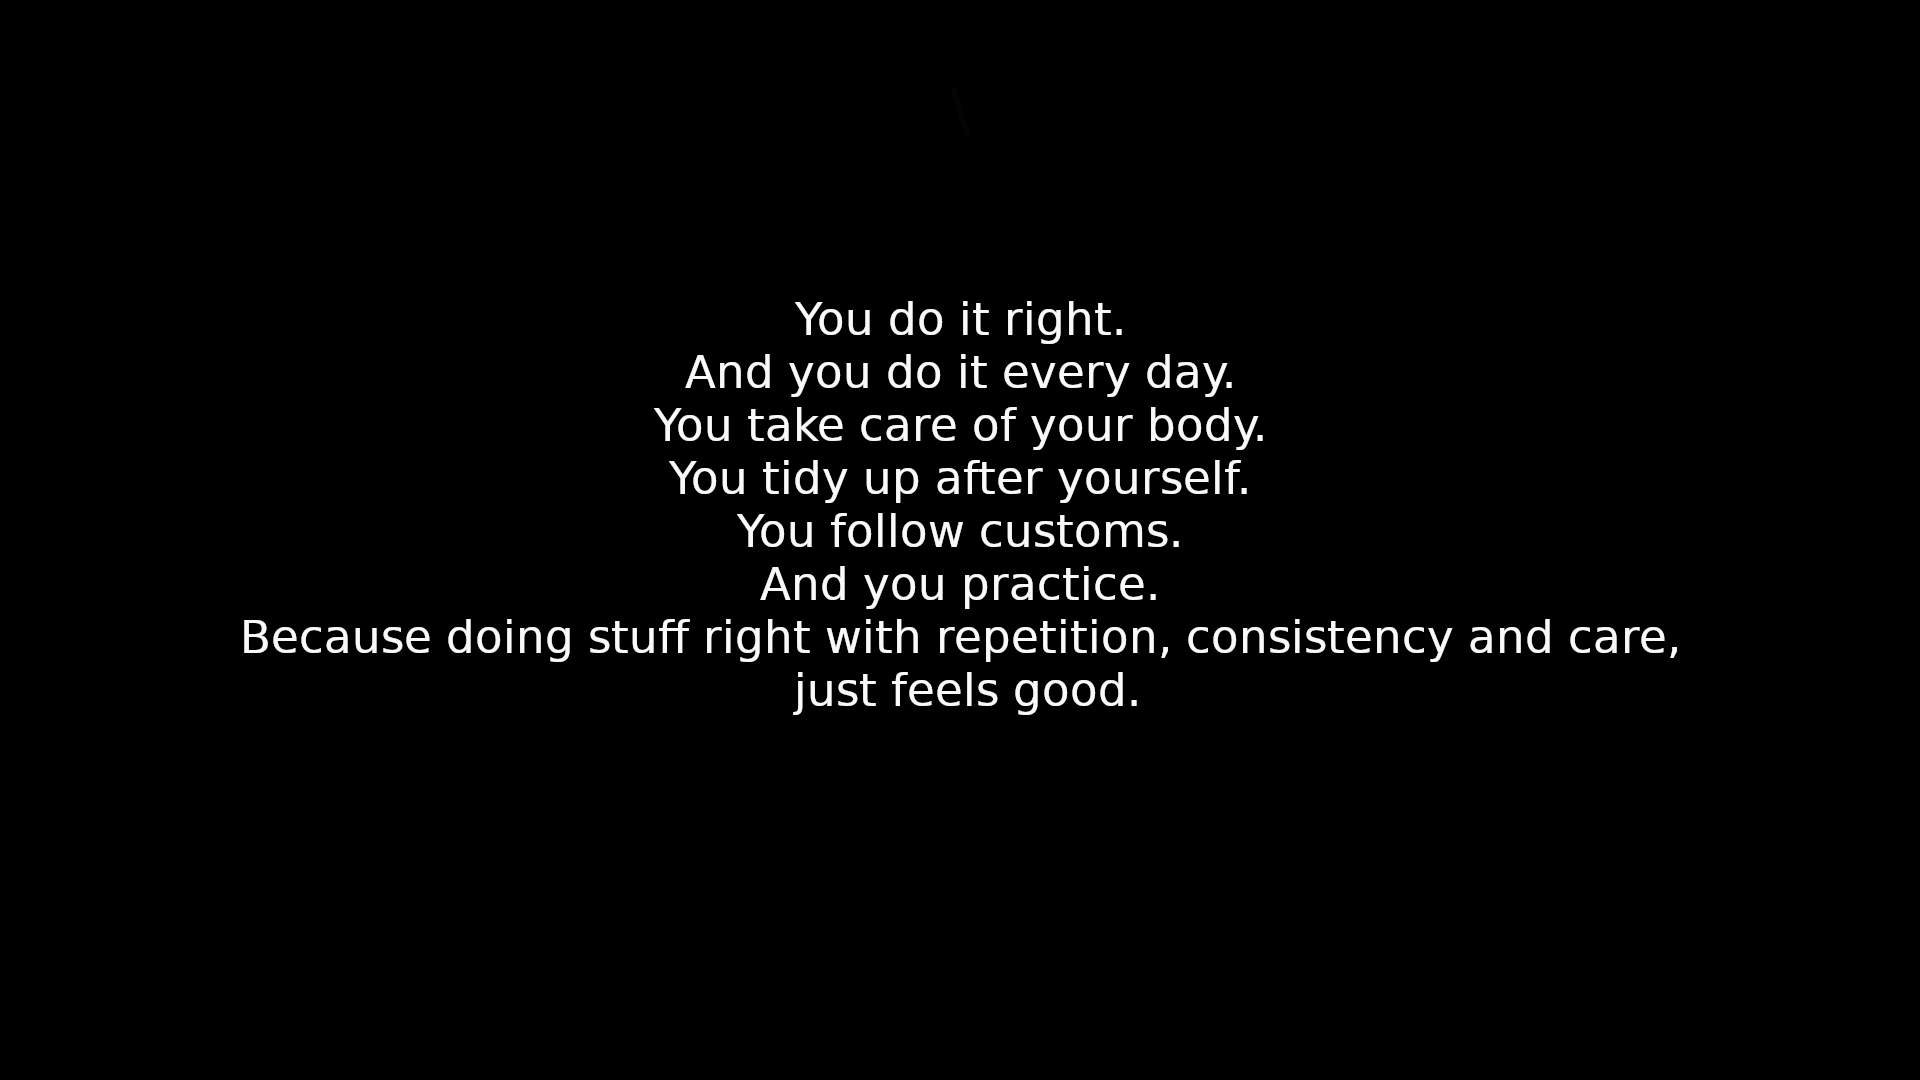 You do it right.
And you do it every day.
You take care of your body.
You tidy up after yourself.
You follow customs.
And you practice.
Because doing stuff right with repetition, consistency and care,
just feels good.